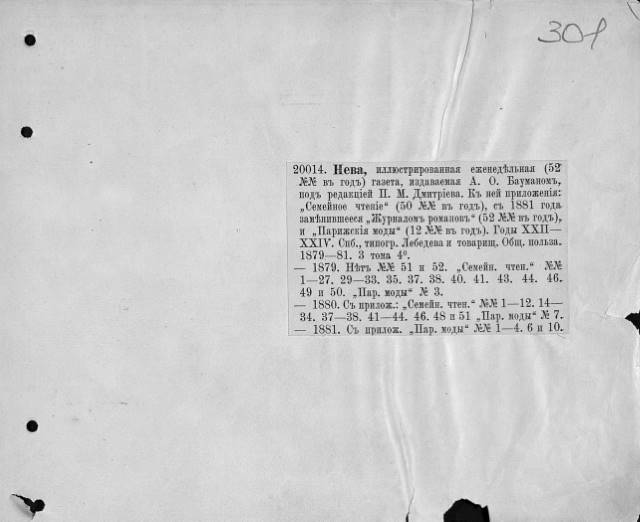 301
20014. Нева, иллюстрированная еженедѣльная (52
№№ въ годъ) газета, издаваемая А. О. Бауманомъ,
подъ редакціей П. М. Дмитріева. Къ ней приложенія:
„Семейное чтеніе“ (50 №№ въ годъ), съ 1881 года
замѣнившееся „Журналомъ романовъ“ (52 №№ въ годъ),
и „Парижскія моды“ (12 №№ въ годъ). Годы XXII—
XXIV. Спб., типогр. Лебедева и товарищ. Общ. польза.
1879—81. 3 тома 4°.
— 1879. Нѣтъ №№ 51 и 52. „Семейн. чтен.“ №№
1—27. 29—33. 35. 37. 38. 40. 41. 43. 44. 46.
49 и 50. „Пар. моды“ № 3.
— 1880. Съ прилож.: „Семейн. чтен.“ №№ 1—12. 14—
34. 37—38. 41—44. 46. 48 и 51 „Пар. моды“ № 7.
— 1881. Съ прилож. „Пар. моды“ №№ 1—4. 6 и 10.